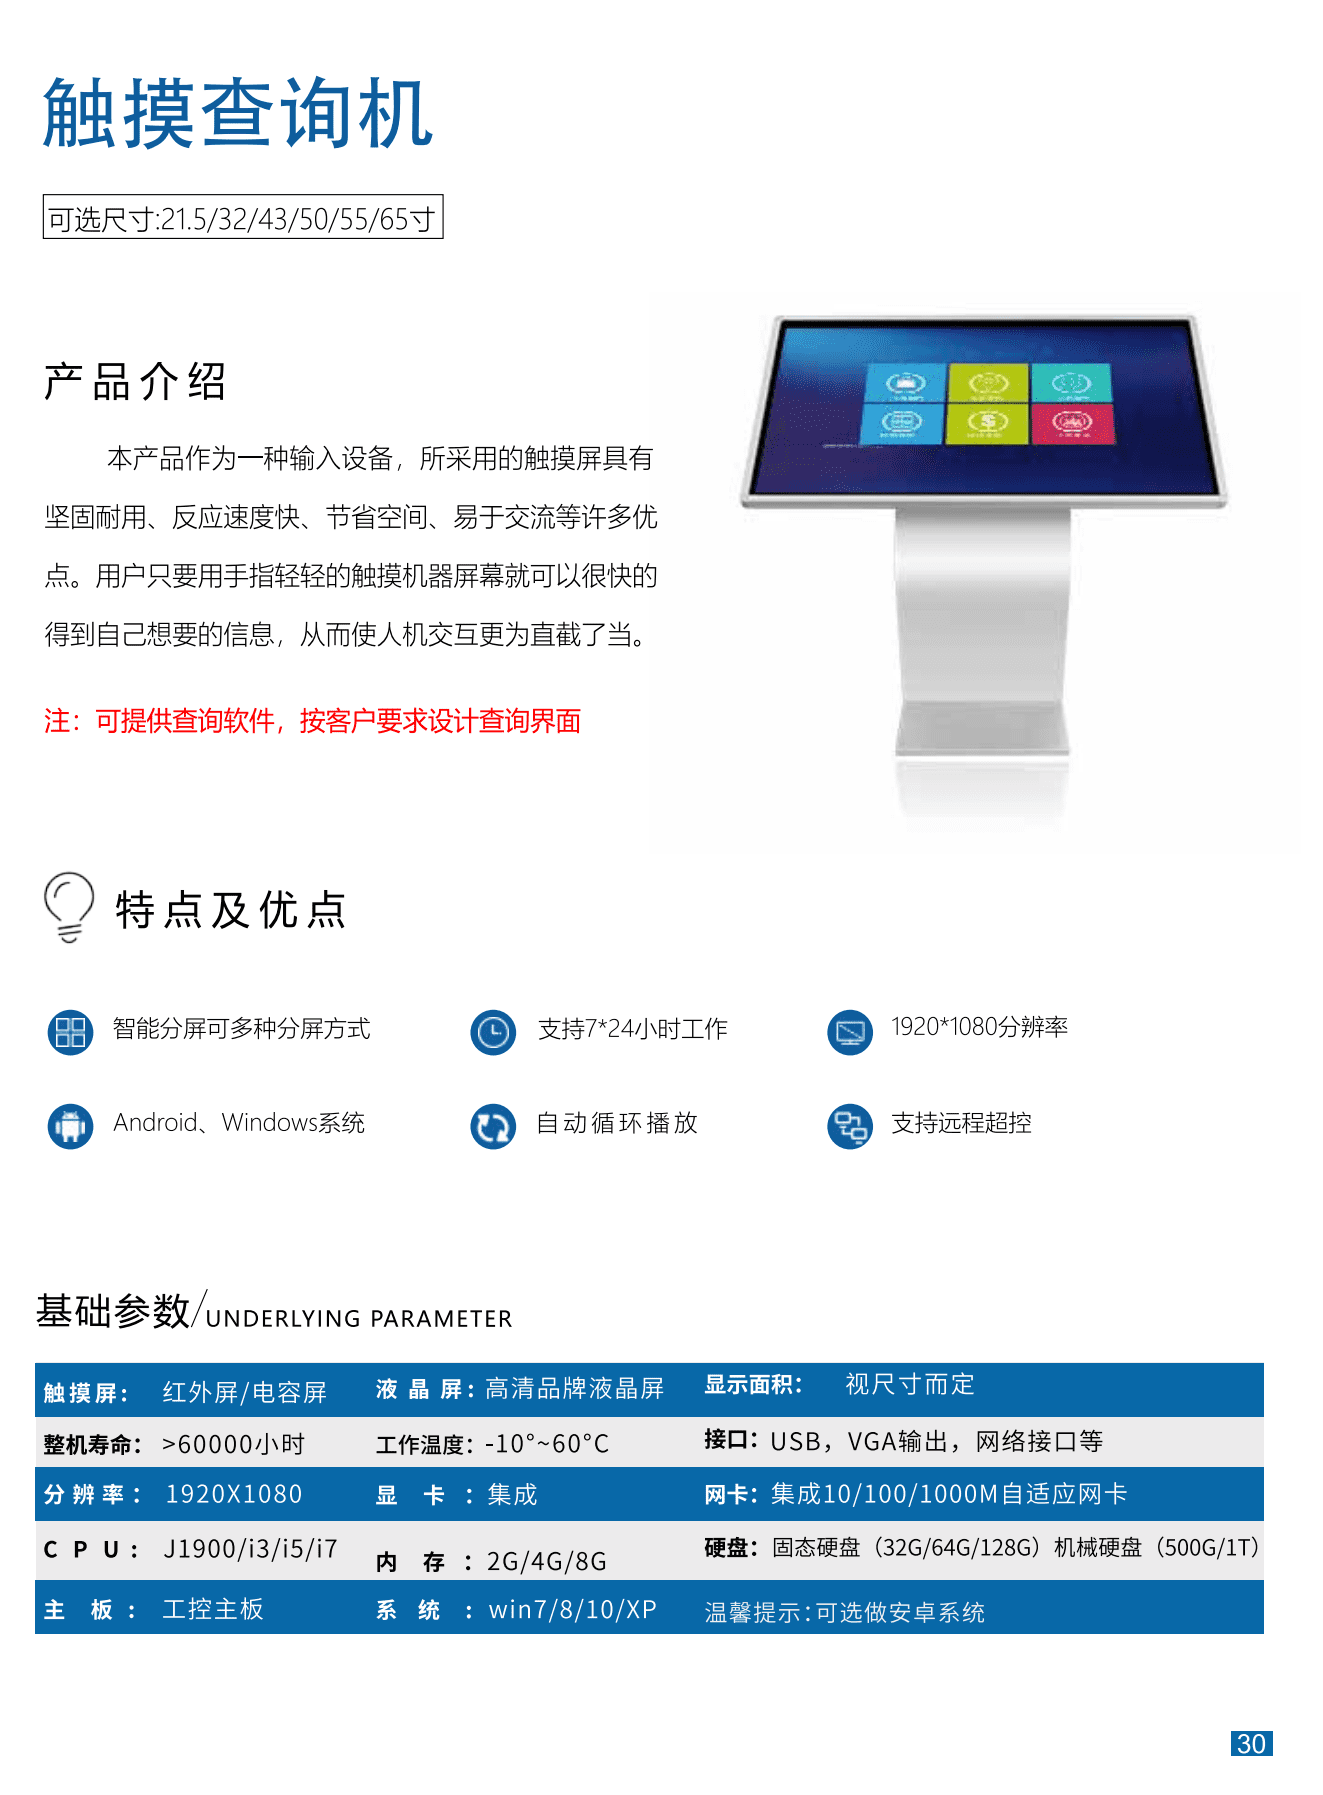 触摸查询机
可选尺寸:21.5/32/43/50/55/65寸
产品介绍
本产品作为一种输入设备，所采用的触摸屏具有
坚固耐用、反应速度快、节省空间、易于交流等许多优
点。用户只要用手指轻轻的触摸机器屏幕就可以很快的
得到自己想要的信息，从而使人机交互更为直截了当。
注：可提供查询软件，按客户要求设计查询界面
特点及优点
智能分屏可多种分屏方式
支持7*24小时工作
1920*1080分辨率
Android、Windows系统
自动循环播放
支持远程超控
基础参数/UNDERLYING PARAMETER
触摸屏： 红外屏/电容屏 液晶屏：高清品牌液晶屏 显示面积： 视尺寸而定
整机寿命：>60000小时 工作温度：-10°~60°C 接口：USB，VGA输出，网络接口等
分辨率： 1920X1080 显卡：集成 网卡：集成10/100/1000M自适应网卡
CPU: J1900/i3/i5/i7 内存：2G/4G/8G 硬盘：固态硬盘（32G/64G/128G）机械硬盘（500G/1T）
主板： 工控主板 系统：win7/8/10/XP 温馨提示:可选做安卓系统
30